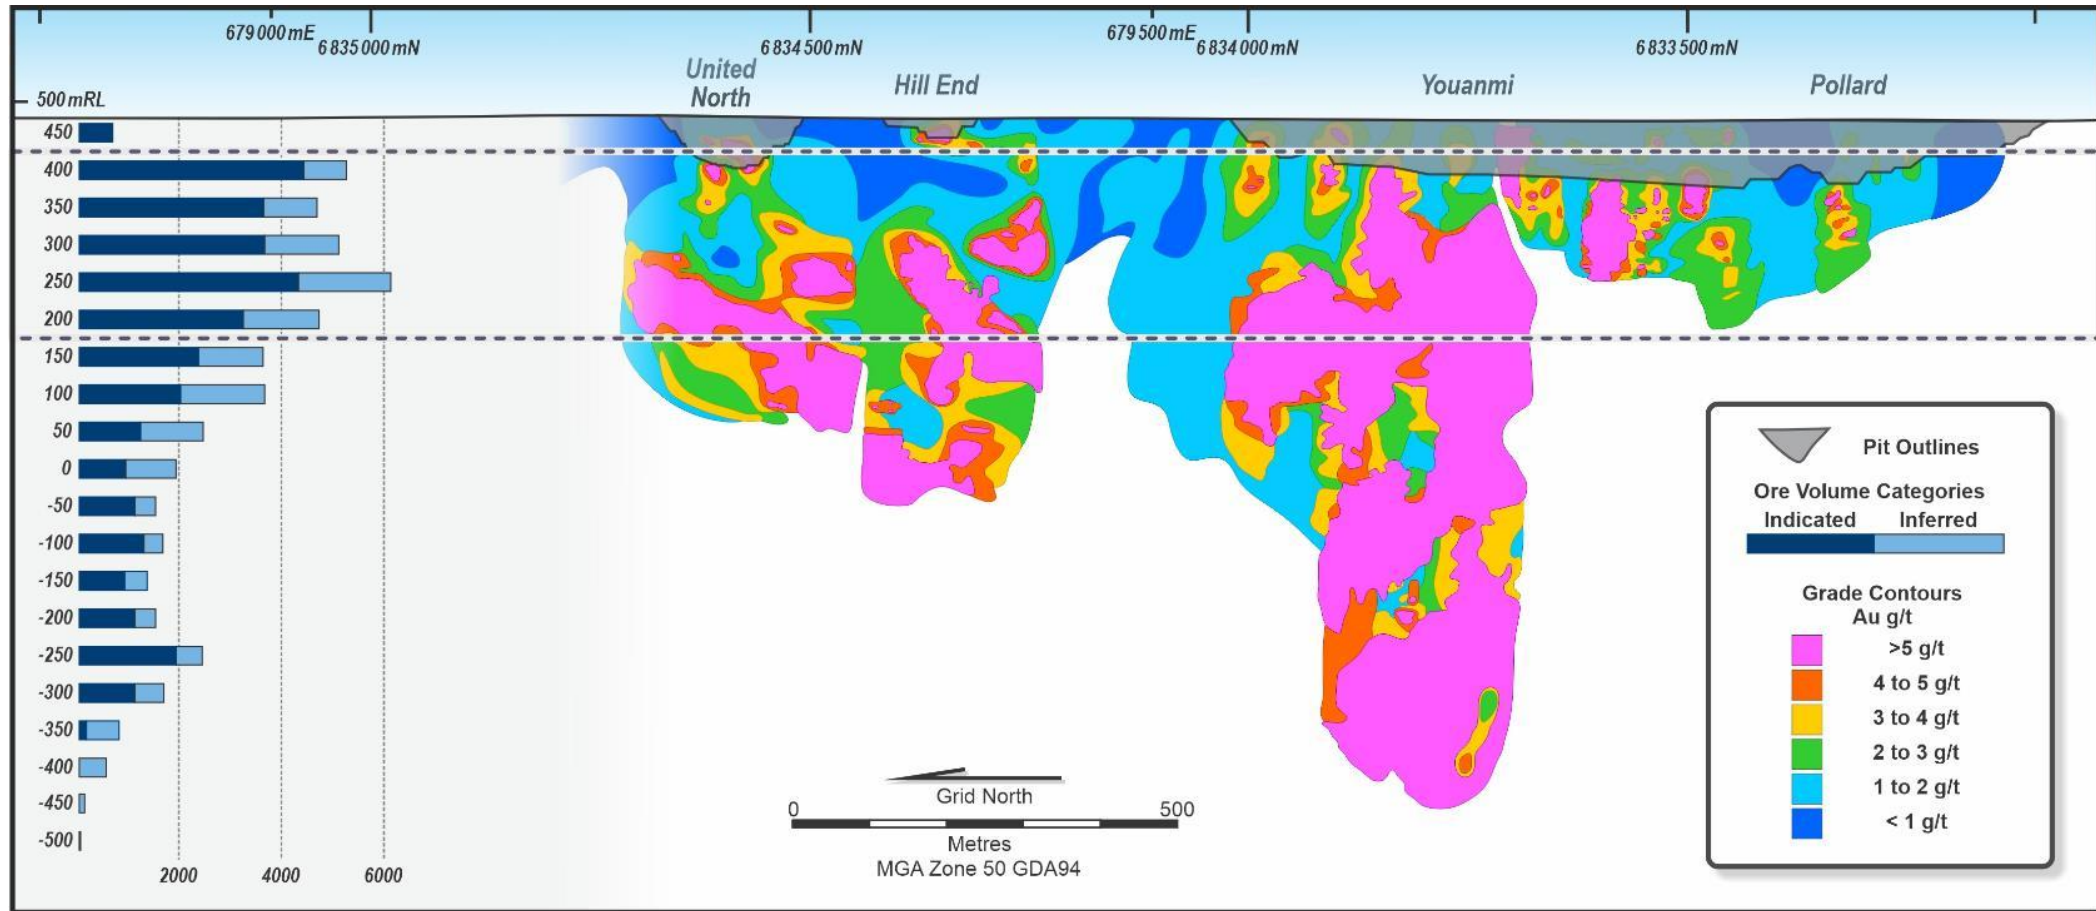 679 000 mE
6 835 000 mN
6 834 500 mN
679 500 mE
6 834 000 mN
6 833 500 mN
United
North
Hill End
Youanmi
Pollard
500 mRL
450
400
350
300
250
200
150
100
50
0
-50
-100
-150
-200
-250
-300
-350
-400
-450
-500
2000
4000
6000
Grid North
0
500
Metres
MGA Zone 50 GDA94
Pit Outlines
Ore Volume Categories
Indicated
Inferred
Grade Contours
Au g/t
>5 g/t
4 to 5 g/t
3 to 4 g/t
2 to 3 g/t
1 to 2 g/t
< 1 g/t